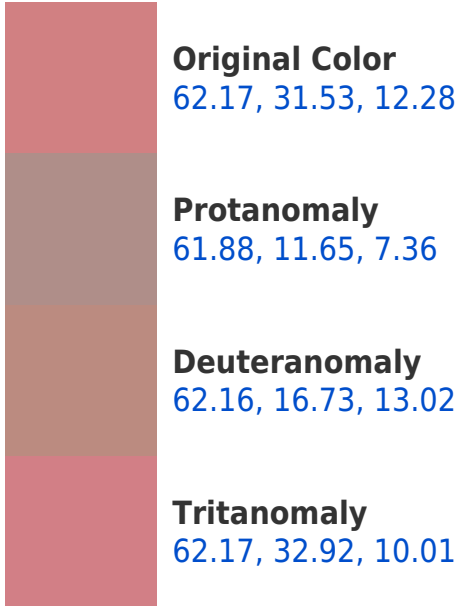 Original Color
62.17, 31.53, 12.28
Protanomaly
61.88, 11.65, 7.36
Deuteranomaly
62.16, 16.73, 13.02
Tritanomaly
62.17, 32.92, 10.01